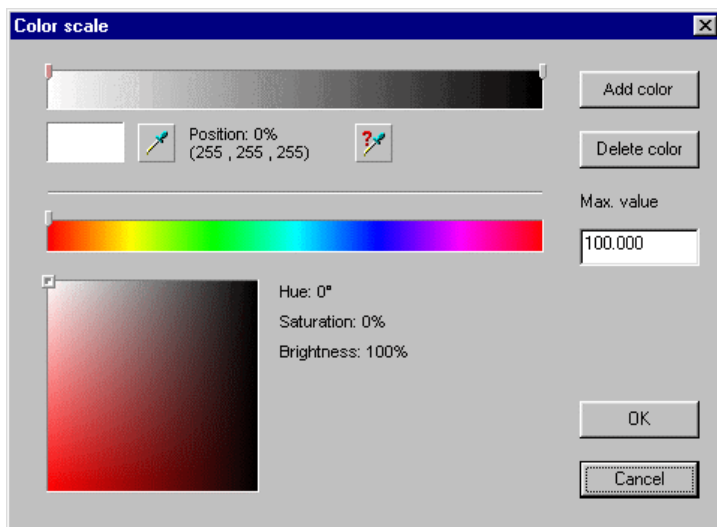 Color scale
Add color
Position: 0%
(255 , 255 , 255)
?
Delete color
Max. value
100.000
Hue: 0°
Saturation: 0%
Brightness: 100%
OK
Cancel